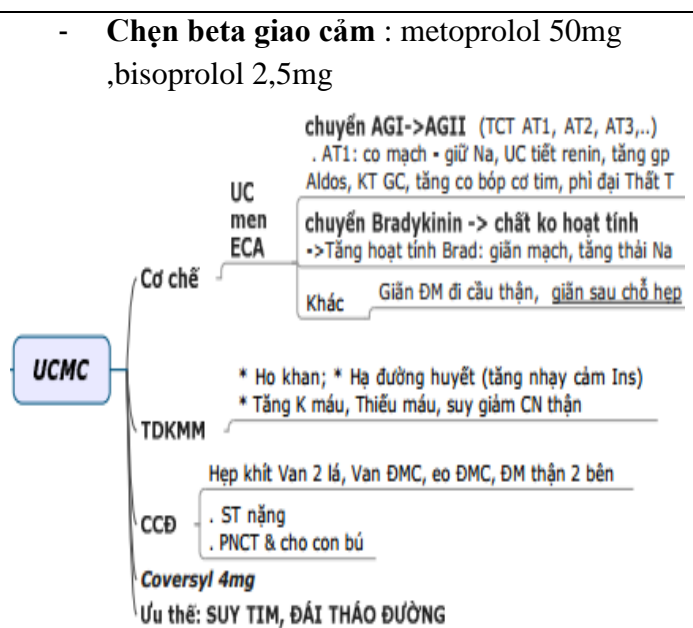 - Chẹn beta giao cảm : metoprolol 50mg
,bisoprolol 2,5mg
UCMC
Cơ chế
UC
men
ECA
chuyển AGI->AGII (TCT AT1, AT2, AT3,..)
. AT1: co mạch - giữ Na, UC tiết renin, tăng gp
Aldos, KT GC, tăng co bóp cơ tim, phì đại Thất T
chuyển Bradykinin -> chất ko hoạt tính
->Tăng hoạt tính Brad: giãn mạch, tăng thải Na
Khác
Giãn ĐM đi cầu thận, giãn sau chỗ hẹp
TDKMM
* Ho khan; * Hạ đường huyết (tăng nhạy cảm Ins)
* Tăng K máu, Thiếu máu, suy giảm CN thận
CCĐ
Hẹp khít Van 2 lá, Van ĐMC, eo ĐMC, ĐM thận 2 bên
. ST nặng
. PNCT & cho con bú
Coversyl 4mg
Ưu thế: SUY TIM, ĐÁI THÁO ĐƯỜNG